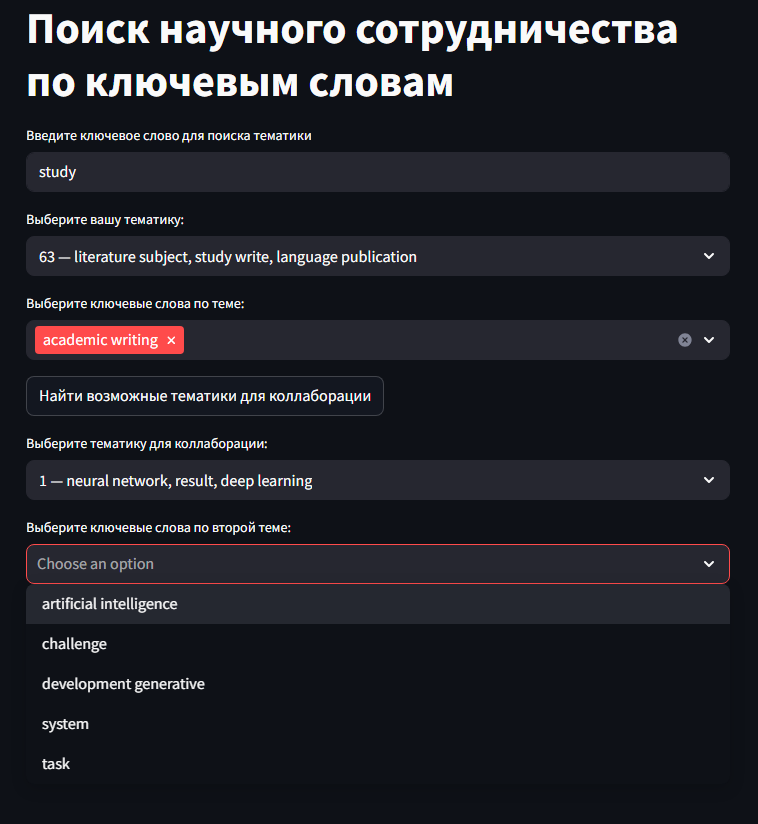 Поиск научного сотрудничества
по ключевым словам
Введите ключевое слово для поиска тематики
study
Выберите вашу тематику:
63 — literature subject, study write, language publication
Выберите ключевые слова по теме:
academic writing
Найти возможные тематики для коллаборации
Выберите тематику для коллаборации:
1 — neural network, result, deep learning
Выберите ключевые слова по второй теме:
Choose an option
artificial intelligence
challenge
development generative
system
task